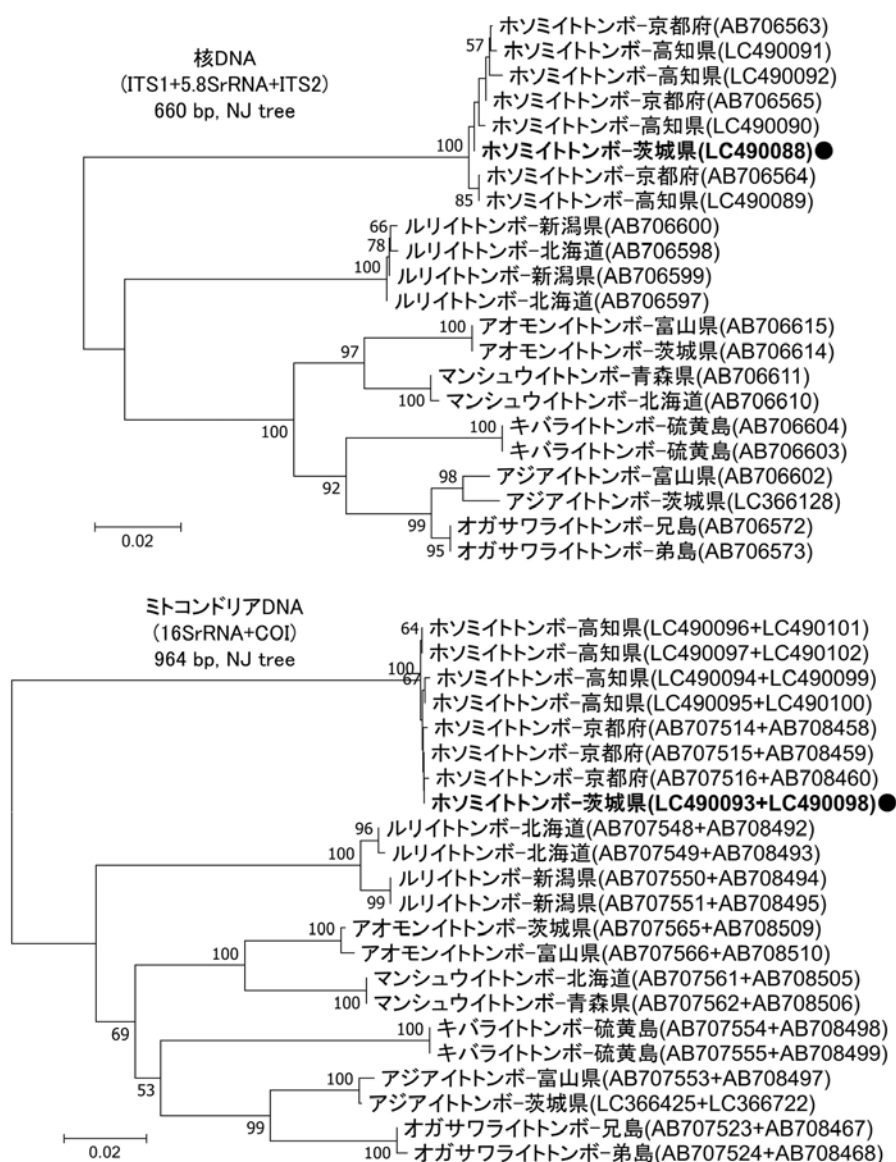 核DNA
(ITS1+5.8SrRNA+ITS2)
660 bp, NJ tree
ホソミイトトンボ-京都府(AB706563)
57
ホソミイトトンボ-高知県(LC490091)
ホソミイトトンボ-高知県(LC490092)
ホソミイトトンボ-京都府(AB706565)
ホソミイトトンボ-高知県(LC490090)
100
ホソミイトトンボ-茨城県(LC490088)●
ホソミイトトンボ-京都府(AB706564)
85
ホソミイトトンボ-高知県(LC490089)
66
ルリイトトンボ-新潟県(AB706600)
78
ルリイトトンボ-北海道(AB706598)
100
ルリイトトンボ-新潟県(AB706599)
ルリイトトンボ-北海道(AB706597)
100
アオモンイトトンボ-富山県(AB706615)
97
アオモンイトトンボ-茨城県(AB706614)
マンシュウイトトンボ-青森県(AB706611)
100
マンシュウイトトンボ-北海道(AB706610)
100
100
キバライトトンボ-硫黄島(AB706604)
キバライトトンボ-硫黄島(AB706603)
92
98
アジアイトトンボ-富山県(AB706602)
アジアイトトンボ-茨城県(LC366128)
99
オガサワライトトンボ-兄島(AB706572)
95
オガサワライトトンボ-弟島(AB706573)
0.02
ミトコンドリアDNA
(16SrRNA+COI)
964 bp, NJ tree
64
ホソミイトトンボ-高知県(LC490096+LC490101)
ホソミイトトンボ-高知県(LC490097+LC490102)
100
67
ホソミイトトンボ-高知県(LC490094+LC490099)
ホソミイトトンボ-高知県(LC490095+LC490100)
ホソミイトトンボ-京都府(AB707514+AB708458)
ホソミイトトンボ-京都府(AB707515+AB708459)
ホソミイトトンボ-京都府(AB707516+AB708460)
ホソミイトトンボ-茨城県(LC490093+LC490098)●
96
ルリイトトンボ-北海道(AB707548+AB708492)
100
ルリイトトンボ-北海道(AB707549+AB708493)
ルリイトトンボ-新潟県(AB707550+AB708494)
99
ルリイトトンボ-新潟県(AB707551+AB708495)
100
アオモンイトトンボ-茨城県(AB707565+AB708509)
100
アオモンイトトンボ-富山県(AB707566+AB708510)
マンシュウイトトンボ-北海道(AB707561+AB708505)
100
マンシュウイトトンボ-青森県(AB707562+AB708506)
69
100
キバライトトンボ-硫黄島(AB707554+AB708498)
キバライトトンボ-硫黄島(AB707555+AB708499)
53
100
アジアイトトンボ-富山県(AB707553+AB708497)
アジアイトトンボ-茨城県(LC366425+LC366722)
99
オガサワライトトンボ-兄島(AB707523+AB708467)
100
オガサワライトトンボ-弟島(AB707524+AB708468)
0.02